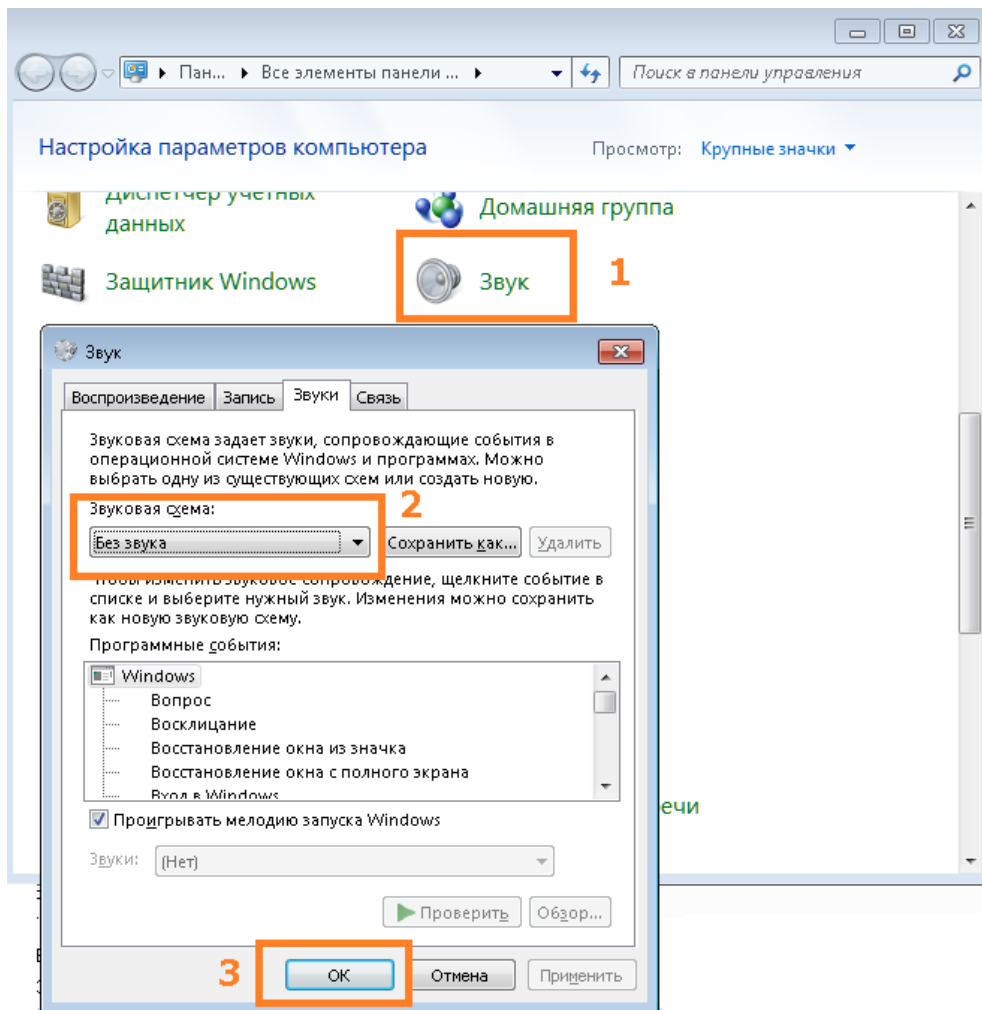 Пан... Все элементы панели ... Поиск в панели управления
Настройка параметров компьютера Просмотр: Крупные значки
Диспетчер учетных
данных
Домашняя группа
Защитник Windows
Звук
1
Звук
Воспроизведение Запись Звуки Связь
Звуковая схема задает звуки, сопровождающие события в
операционной системе Windows и программах. Можно
выбрать одну из существующих схем или создать новую.
Звуковая схема:
2
Без звука Сохранить как... Удалить
Чтобы изменить звуковое сопровождение, щелкните событие в
списке и выберите нужный звук. Изменения можно сохранить
как новую звуковую схему.
Программные события:
Windows
Вопрос
Восклицание
Восстановление окна из значка
Восстановление окна с полного экрана
Вход в Windows
ечи
Проигрывать мелодию запуска Windows
Звуки: (Нет)
Проверить Обзор...
3
ОК Отмена Применить